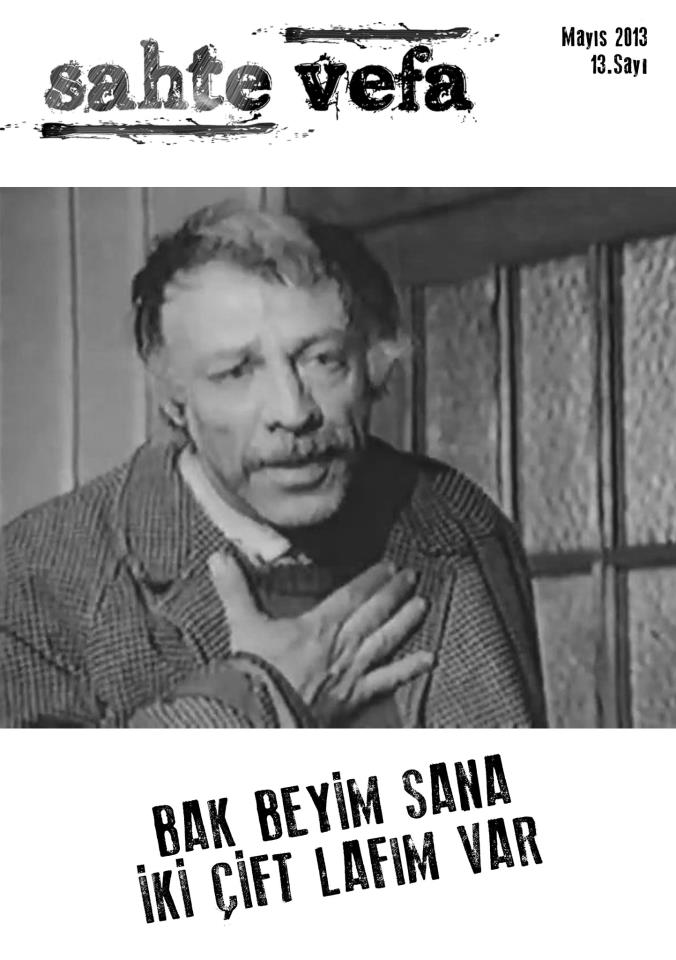 sahte vefa
Mayıs 2013
13.Sayı
BAK BEYİM SANA
İKİ ÇİFT LAFIM VAR